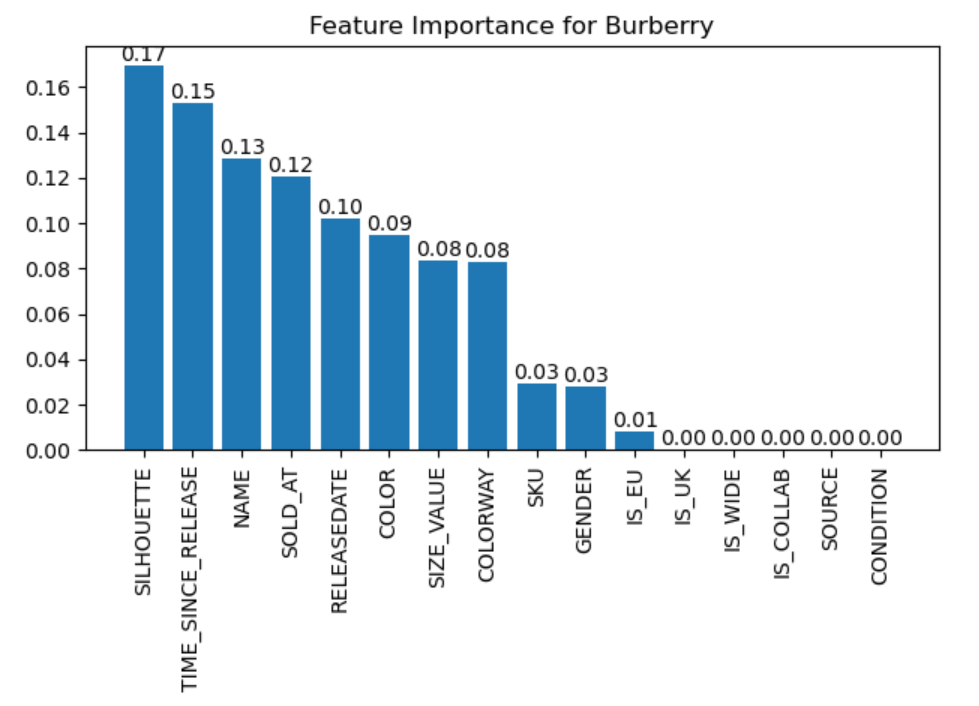 Feature Importance for Burberry
0.17
0.15
0.13
0.12
0.10
0.09
0.08
0.08
0.03
0.03
0.01
0.00
0.00
0.00
0.00
0.00
0.16
0.14
0.12
0.10
0.08
0.06
0.04
0.02
0.00
SILHOUETTE
TIME_SINCE_RELEASE
NAME
SOLD_AT
RELEASEDATE
COLOR
SIZE_VALUE
COLORWAY
SKU
GENDER
IS_EU
IS_UK
IS_WIDE
IS_COLLAB
SOURCE
CONDITION